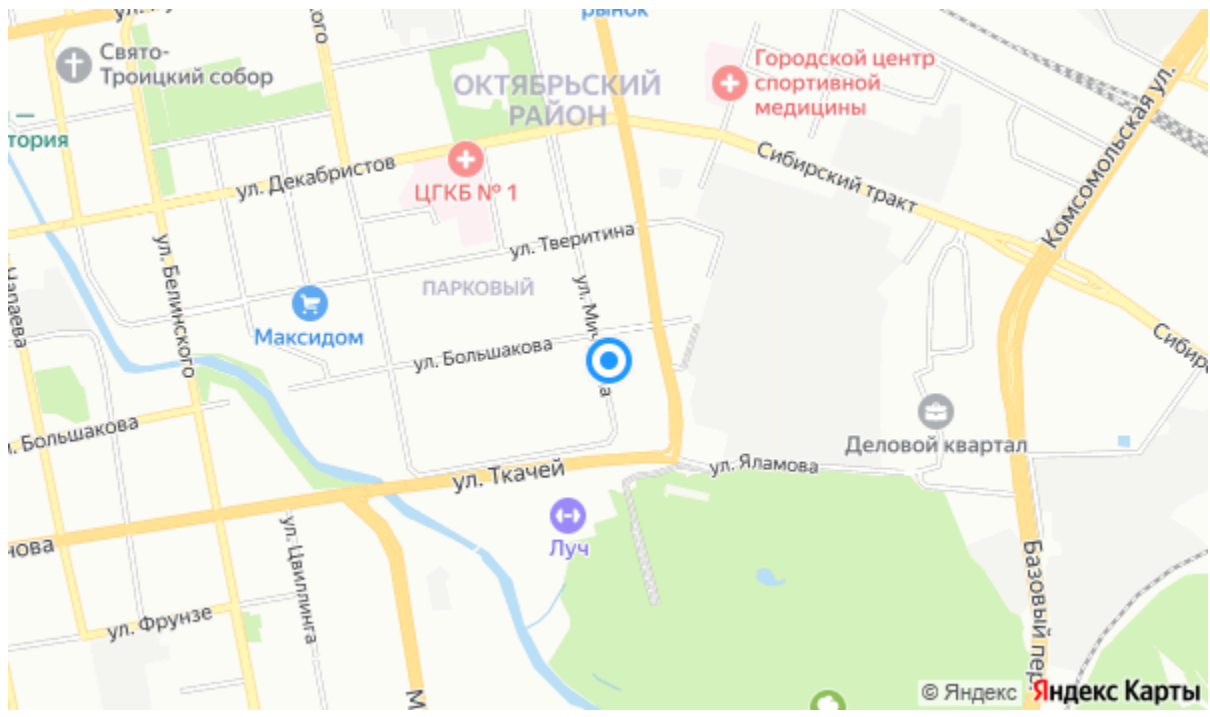 рынок
Свято-
Троицкий собор
Городской центр
спортивной
медицины
ОКТЯБРЬСКИЙ
РАЙОН
Комсомольская ул.
тория
ул. Декабристов
ЦГКБ № 1
Сибирский тракт
ул. Тверитина
ул. Белинского
ПАРКОВЫЙ
Максидом
ул. Большакова
ул. Большакова
Деловой квартал
ул. Ткачей
ул. Яламова
Луч
ул. Цвиллинга
ул. Фрунзе
Базовый пер.
© Яндекс Яндекс Карты